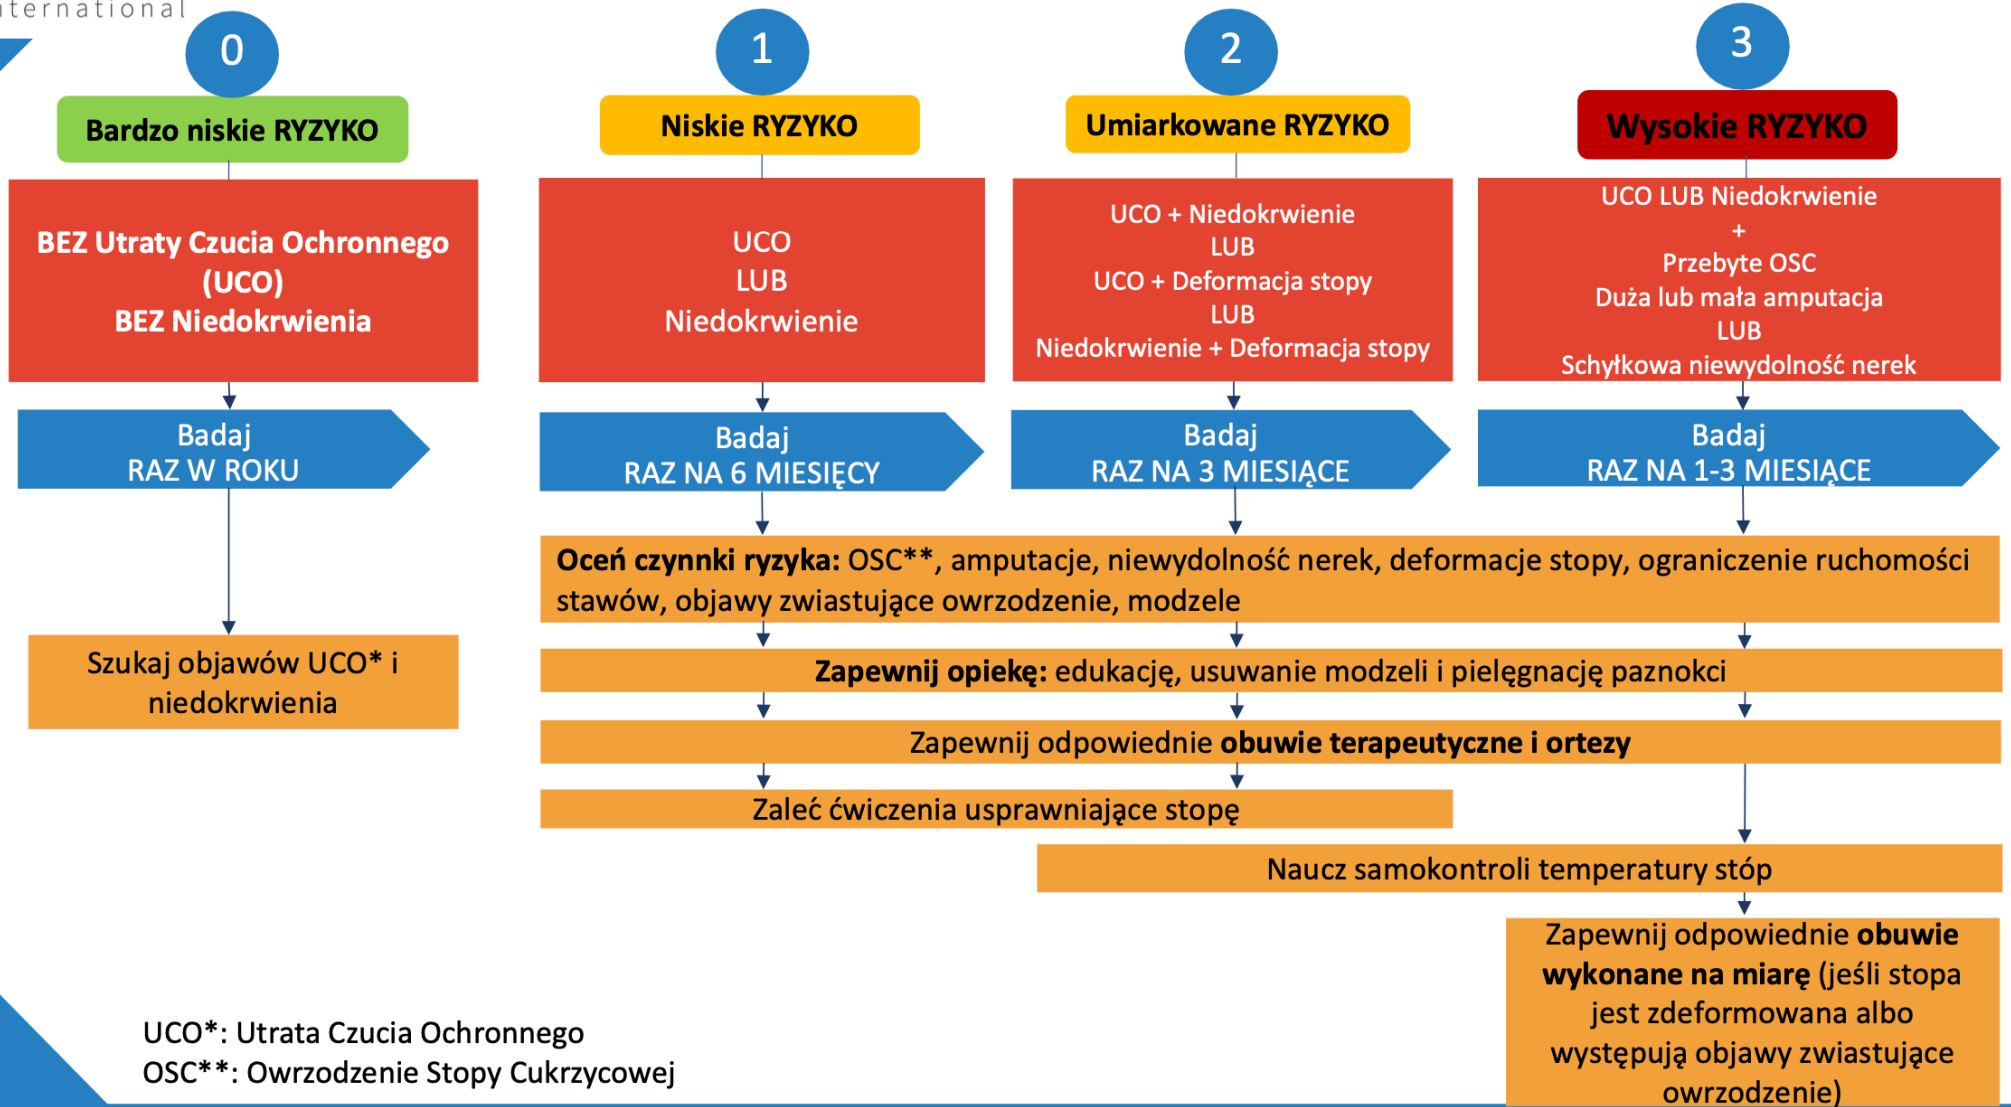 international
0
Bardzo niskie RYZYKO
BEZ Utraty Czucia Ochronnego
(UCO)
BEZ Niedokrwienia
Badaj
RAZ W ROKU
Szukaj objawów UCO* i
niedokrwienia
1
Niskie RYZYKO
UCO
LUB
Niedokrwienie
Badaj
RAZ NA 6 MIESIĘCY
2
Umiarkowane RYZYKO
UCO + Niedokrwienie
LUB
UCO + Deformacja stopy
LUB
Niedokrwienie + Deformacja stopy
Badaj
RAZ NA 3 MIESIĄCE
3
Wysokie RYZYKO
UCO LUB Niedokrwienie
+
Przebyte OSC
Duża lub mała amputacja
LUB
Schyłkowa niewydolność nerek
Badaj
RAZ NA 1-3 MIESIĄCE
Oceń czynnki ryzyka: OSC**, amputacje, niewydolność nerek, deformacje stopy, ograniczenie ruchomości
stawów, objawy zwiastujące owrzodzenie, modzele
Zapewnij opiekę: edukację, usuwanie modzeli i pielęgnację paznokci
Zapewnij odpowiednie obuwie terapeutyczne i ortezy
Zaleć ćwiczenia usprawniające stopę
Naucz samokontroli temperatury stóp
Zapewnij odpowiednie obuwie
wykonane na miarę (jeśli stopa
jest zdeformowana albo
występują objawy zwiastujące
owrzodzenie)
UCO*: Utrata Czucia Ochronnego
OSC**: Owrzodzenie Stopy Cukrzycowej